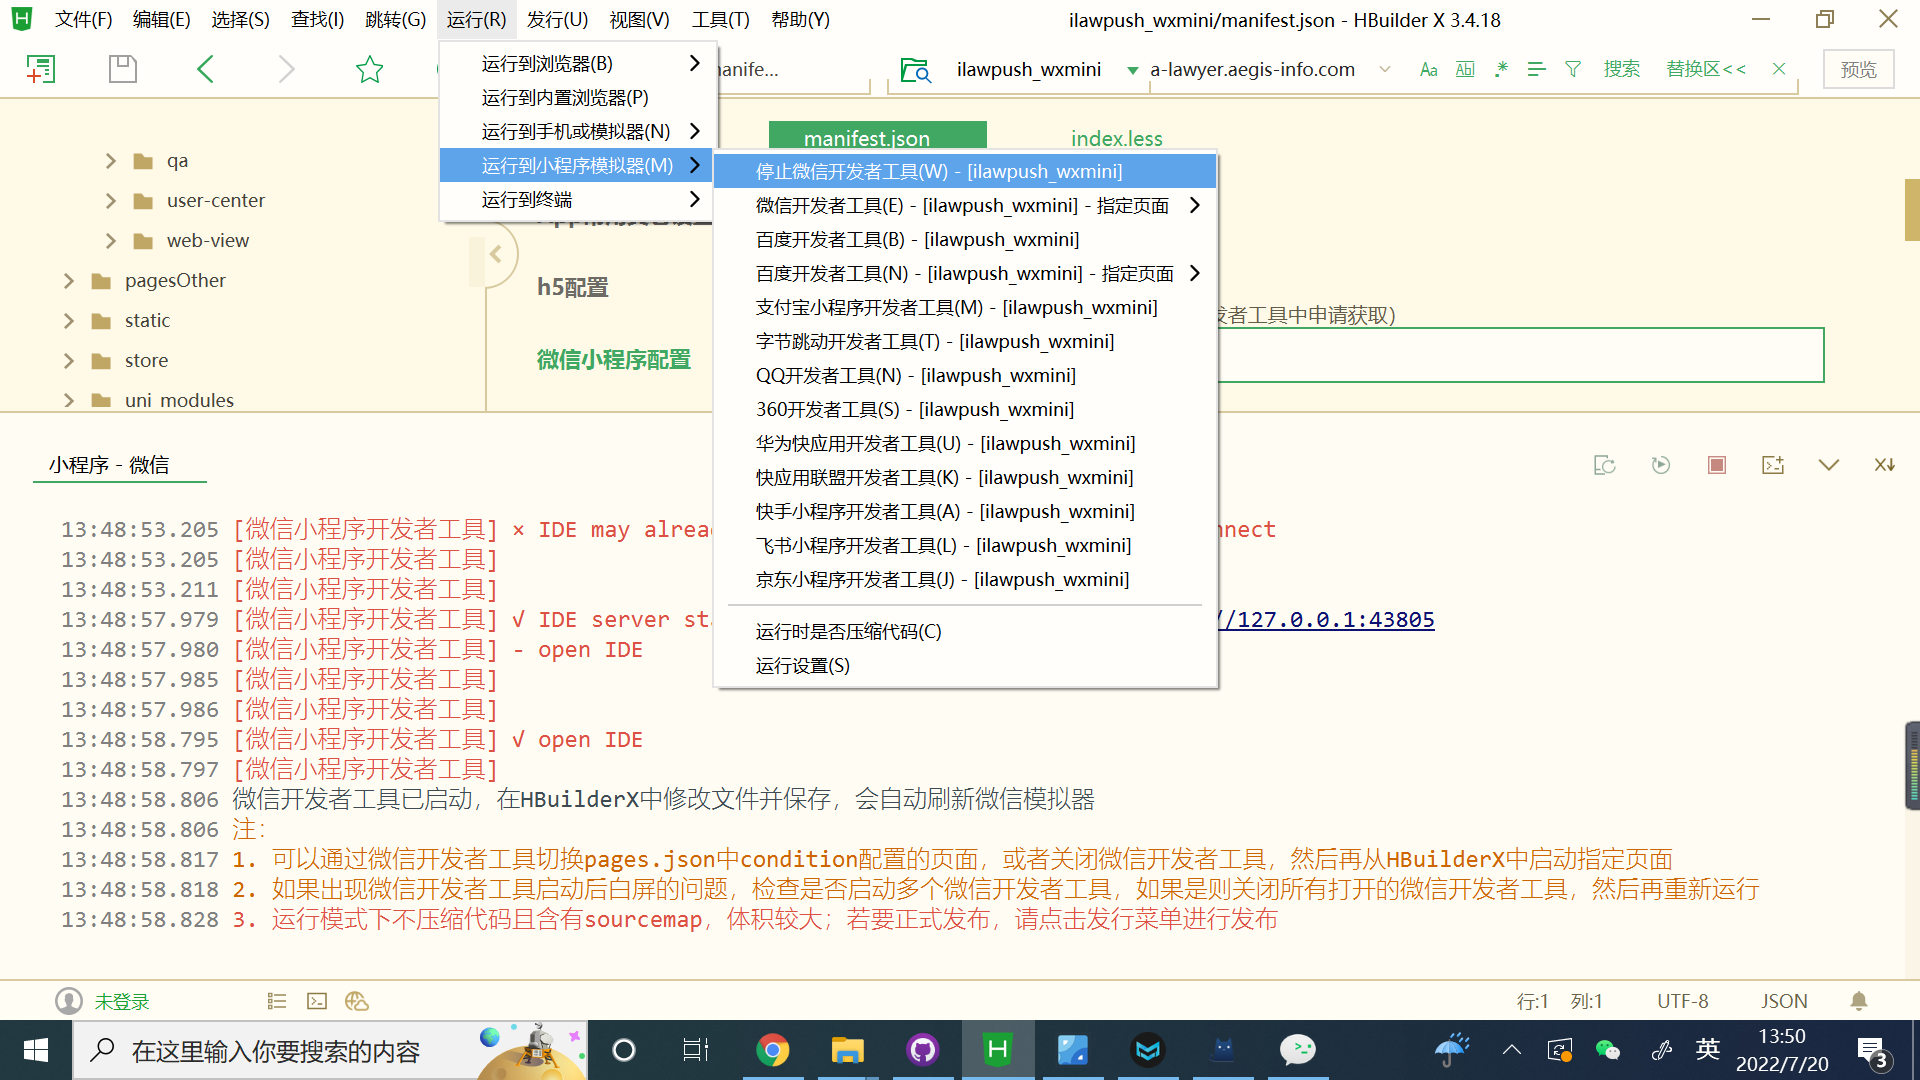 文件(F) 编辑(E) 选择(S) 查找(I) 跳转(G) 运行(R) 发行(U) 视图(V) 工具(T) 帮助(Y) ilawpush_wxmini/manifest.json - HBuilder X 3.4.18
anife... ilawpush_wxmini a-lawyer.aegis-info.com Aa Ab .* 搜索 替换区<< 预览
运行到浏览器(B)
运行到内置浏览器(P)
运行到手机或模拟器(N)
运行到小程序模拟器(M)
运行到终端
manifest.json index.less
qa
user-center
web-view
pagesOther
static
store
uni_modules
h5配置
微信小程序配置
发者工具中申请获取)
停止微信开发者工具(W) - [ilawpush_wxmini]
微信开发者工具(E) - [ilawpush_wxmini] - 指定页面
百度开发者工具(B) - [ilawpush_wxmini]
百度开发者工具(N) - [ilawpush_wxmini] - 指定页面
支付宝小程序开发者工具(M) - [ilawpush_wxmini]
字节跳动开发者工具(T) - [ilawpush_wxmini]
QQ开发者工具(N) - [ilawpush_wxmini]
360开发者工具(S) - [ilawpush_wxmini]
华为快应用开发者工具(U) - [ilawpush_wxmini]
快应用联盟开发者工具(K) - [ilawpush_wxmini]
快手小程序开发者工具(A) - [ilawpush_wxmini]
飞书小程序开发者工具(L) - [ilawpush_wxmini]
京东小程序开发者工具(J) - [ilawpush_wxmini]
运行时是否压缩代码(C)
运行设置(S)
小程序 - 微信
13:48:53.205 [微信小程序开发者工具] × IDE may alrea nnect
13:48:53.205 [微信小程序开发者工具]
13:48:53.211 [微信小程序开发者工具]
13:48:57.979 [微信小程序开发者工具] √ IDE server st //127.0.0.1:43805
13:48:57.980 [微信小程序开发者工具] - open IDE
13:48:57.985 [微信小程序开发者工具]
13:48:57.986 [微信小程序开发者工具]
13:48:58.795 [微信小程序开发者工具] √ open IDE
13:48:58.797 [微信小程序开发者工具]
13:48:58.806 微信开发者工具已启动，在HBuilderX中修改文件并保存，会自动刷新微信模拟器
13:48:58.806 注：
13:48:58.817 1. 可以通过微信开发者工具切换pages.json中condition配置的页面，或者关闭微信开发者工具，然后再从HBuilderX中启动指定页面
13:48:58.818 2. 如果出现微信开发者工具启动后白屏的问题，检查是否启动多个微信开发者工具，如果是则关闭所有打开的微信开发者工具，然后再重新运行
13:48:58.828 3. 运行模式下不压缩代码且含有sourcemap，体积较大；若要正式发布，请点击发行菜单进行发布
未登录 行:1 列:1 UTF-8 JSON
在这里输入你要搜索的内容 英 13:50
2022/7/20 3